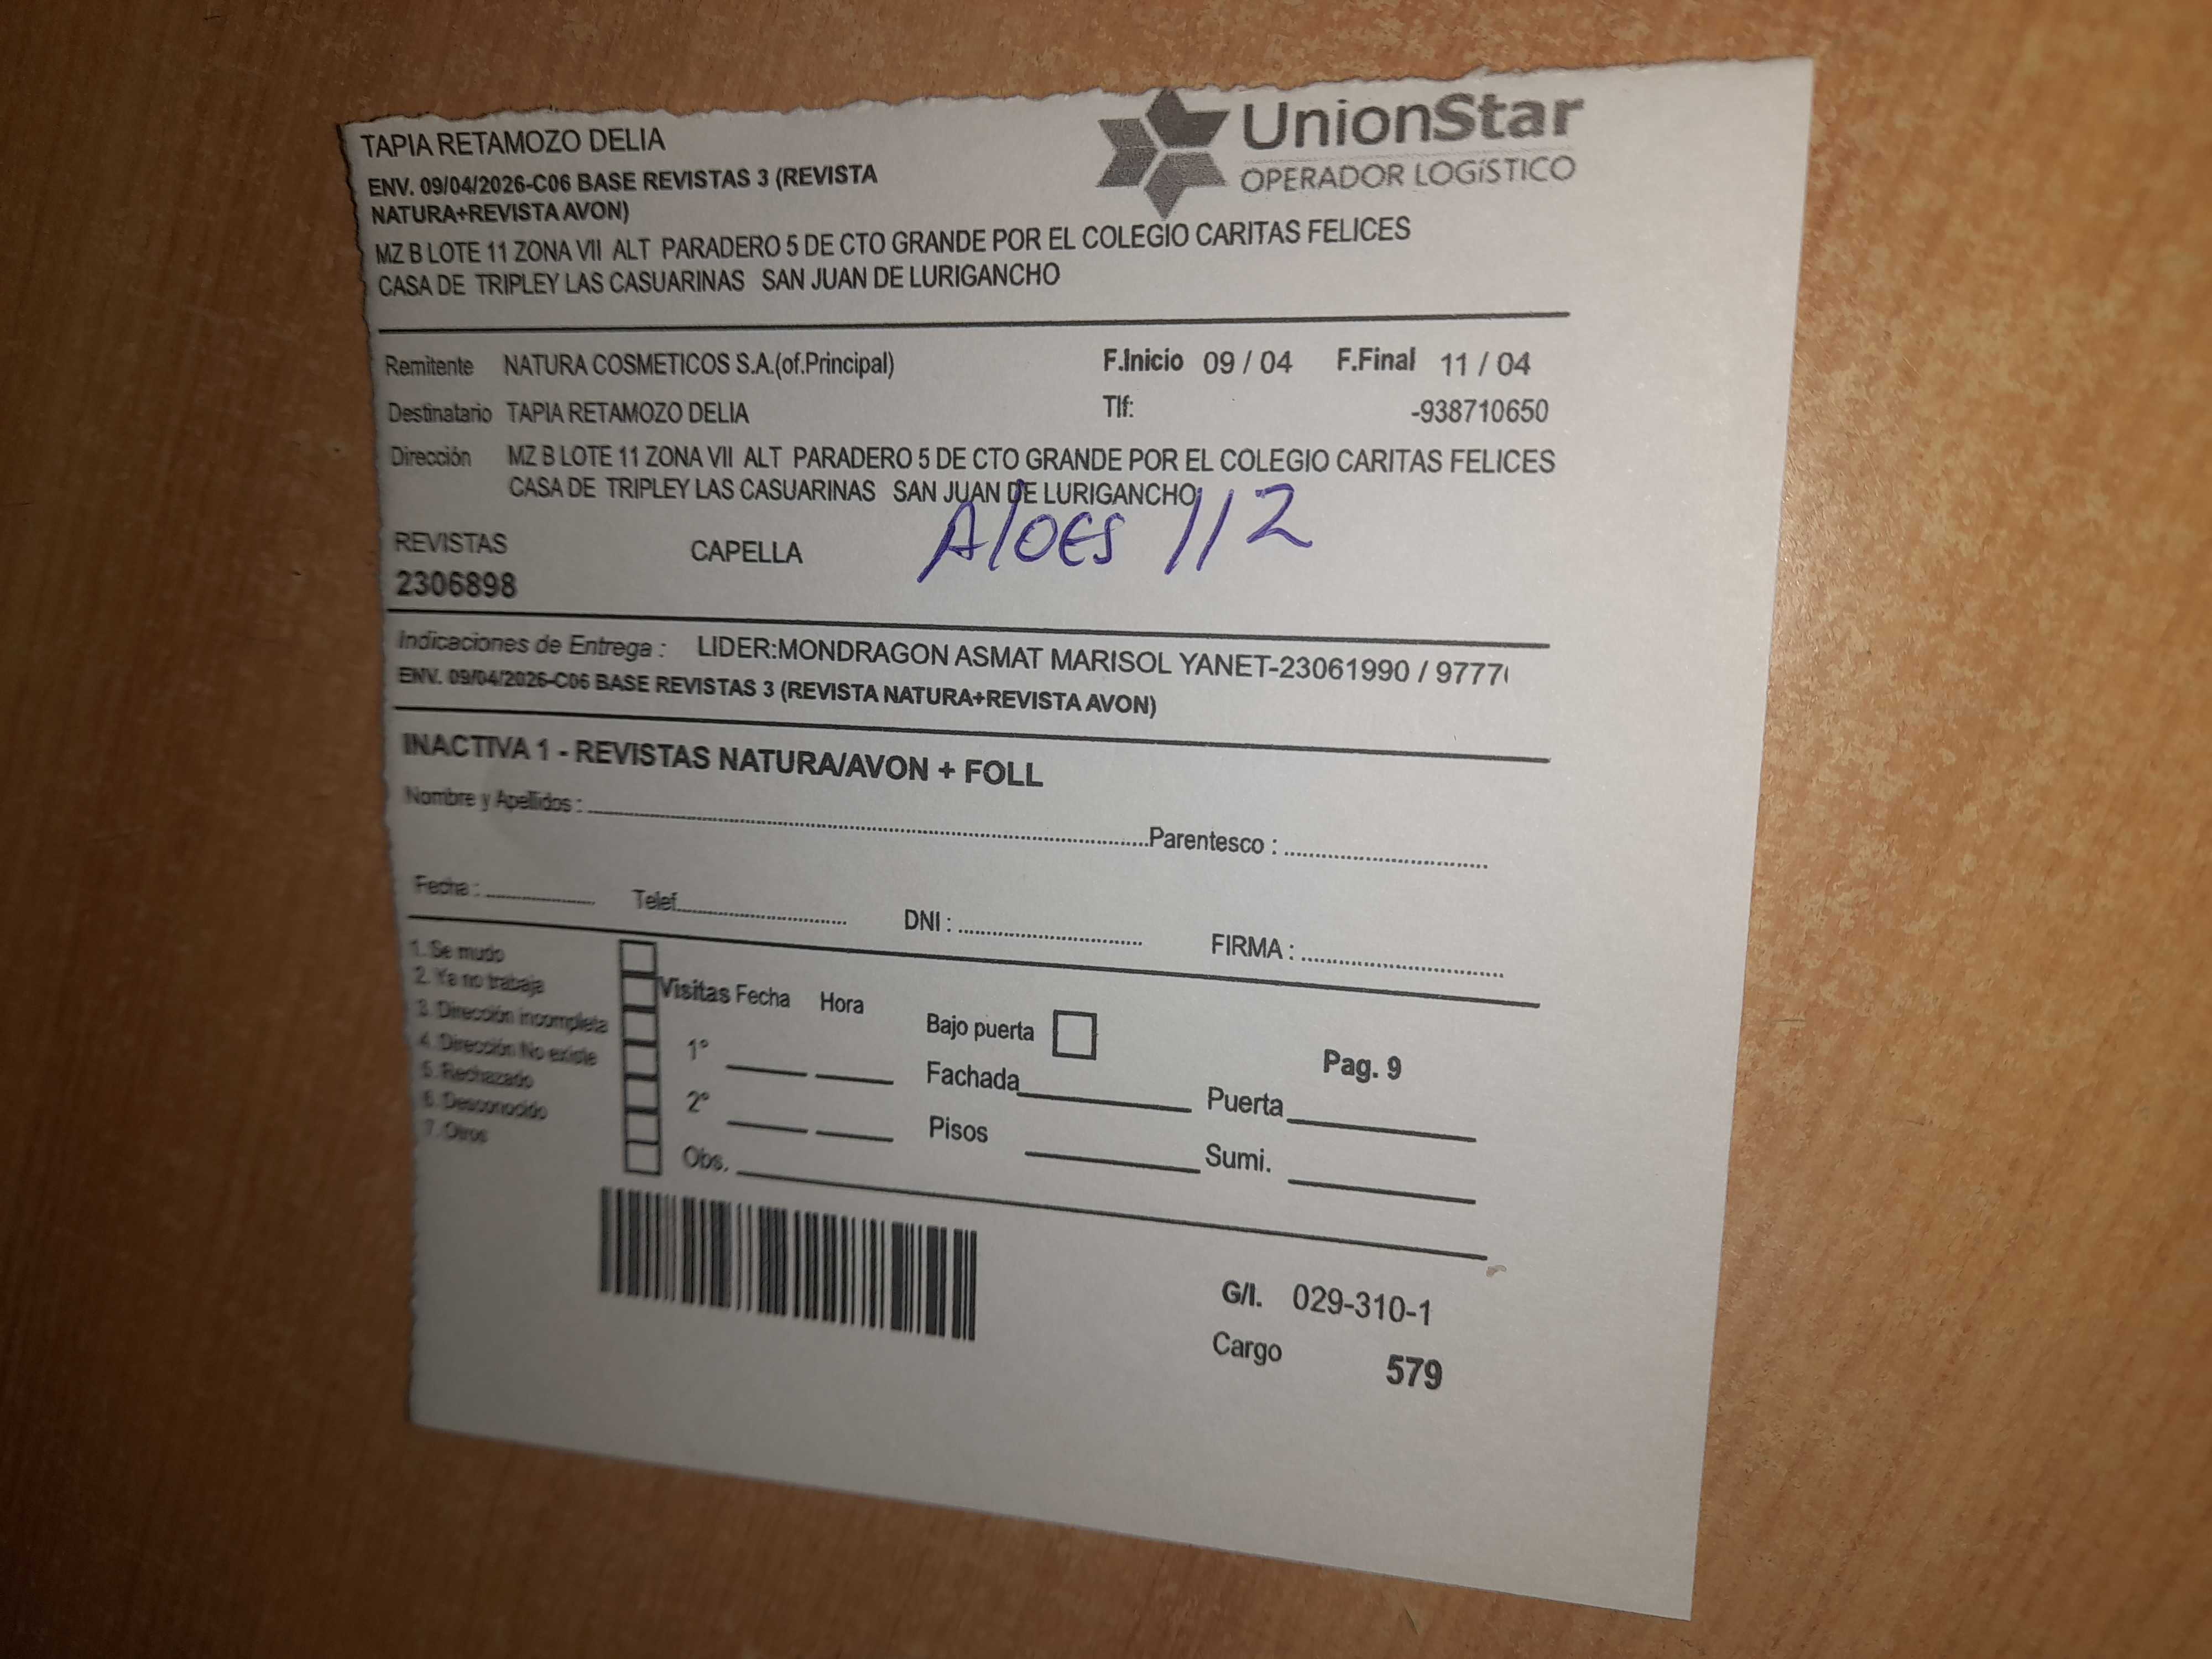 TAPIA RETAMOZO DELIA
UnionStar
OPERADOR LOGÍSTICO
ENV. 09/04/2026-C06 BASE REVISTAS 3 (REVISTA
NATURA+REVISTA AVON)
MZ B LOTE 11 ZONA VII ALT PARADERO 5 DE CTO GRANDE POR EL COLEGIO CARITAS FELICES
CASA DE TRIPLEY LAS CASUARINAS SAN JUAN DE LURIGANCHO
Remitente NATURA COSMETICOS S.A.(of.Principal) F.Inicio 09 / 04 F.Final 11 / 04
Destinatario TAPIA RETAMOZO DELIA Tlf: -938710650
Dirección MZ B LOTE 11 ZONA VII ALT PARADERO 5 DE CTO GRANDE POR EL COLEGIO CARITAS FELICES
CASA DE TRIPLEY LAS CASUARINAS SAN JUAN DE LURIGANCHO
Aloes 112
REVISTAS CAPELLA
2306898
Indicaciones de Entrega : LIDER:MONDRAGON ASMAT MARISOL YANET-23061990 / 9777
ENV. 09/04/2026-C06 BASE REVISTAS 3 (REVISTA NATURA+REVISTA AVON)
INACTIVA 1 - REVISTAS NATURA/AVON + FOLL
Nombre y Apellidos : Parentesco :
Fecha : Telef. DNI : FIRMA :
1. Se mudo
2. Ya no trabaja
3. Dirección incompleta
4. Dirección No existe
5. Rechazado
6. Desconocido
7. Otros
Visitas Fecha Hora
1°
2°
Obs.
Bajo puerta
Pag. 9
Fachada Puerta
Pisos Sumi.
G/I. 029-310-1
Cargo 579